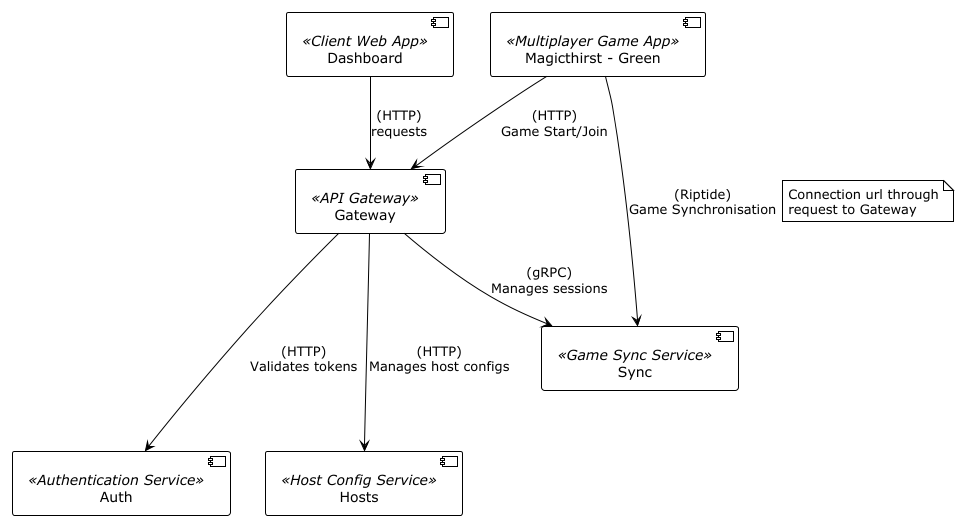 «Client Web App»
Dashboard
«Multiplayer Game App»
Magicthirst - Green
(HTTP)
requests
(HTTP)
Game Start/Join
«API Gateway»
Gateway
(Riptide)
Game Synchronisation
Connection url through
request to Gateway
(gRPC)
Manages sessions
(HTTP)
Validates tokens
(HTTP)
Manages host configs
«Game Sync Service»
Sync
«Authentication Service»
Auth
«Host Config Service»
Hosts